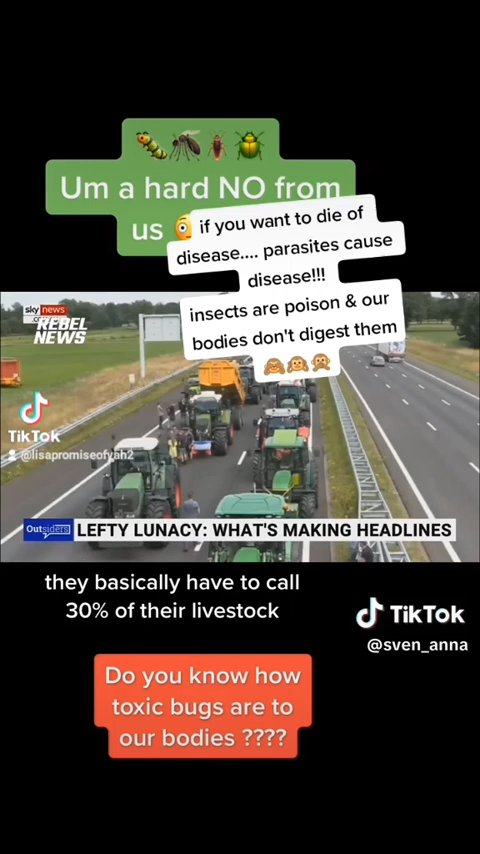 🐛🦟🪳🪲
Um a hard NO from
us 😳
if you want to die of
disease.... parasites cause
disease!!!
insects are poison & our
bodies don't digest them
🙈🙊🙊
sky news
.co
REBEL
NEWS
TikTok
@lisapromiseofyah2
Outsiders
LEFTY LUNACY: WHAT'S MAKING HEADLINES
they basically have to call
30% of their livestock
TikTok
@sven_anna
Do you know how
toxic bugs are to
our bodies ????